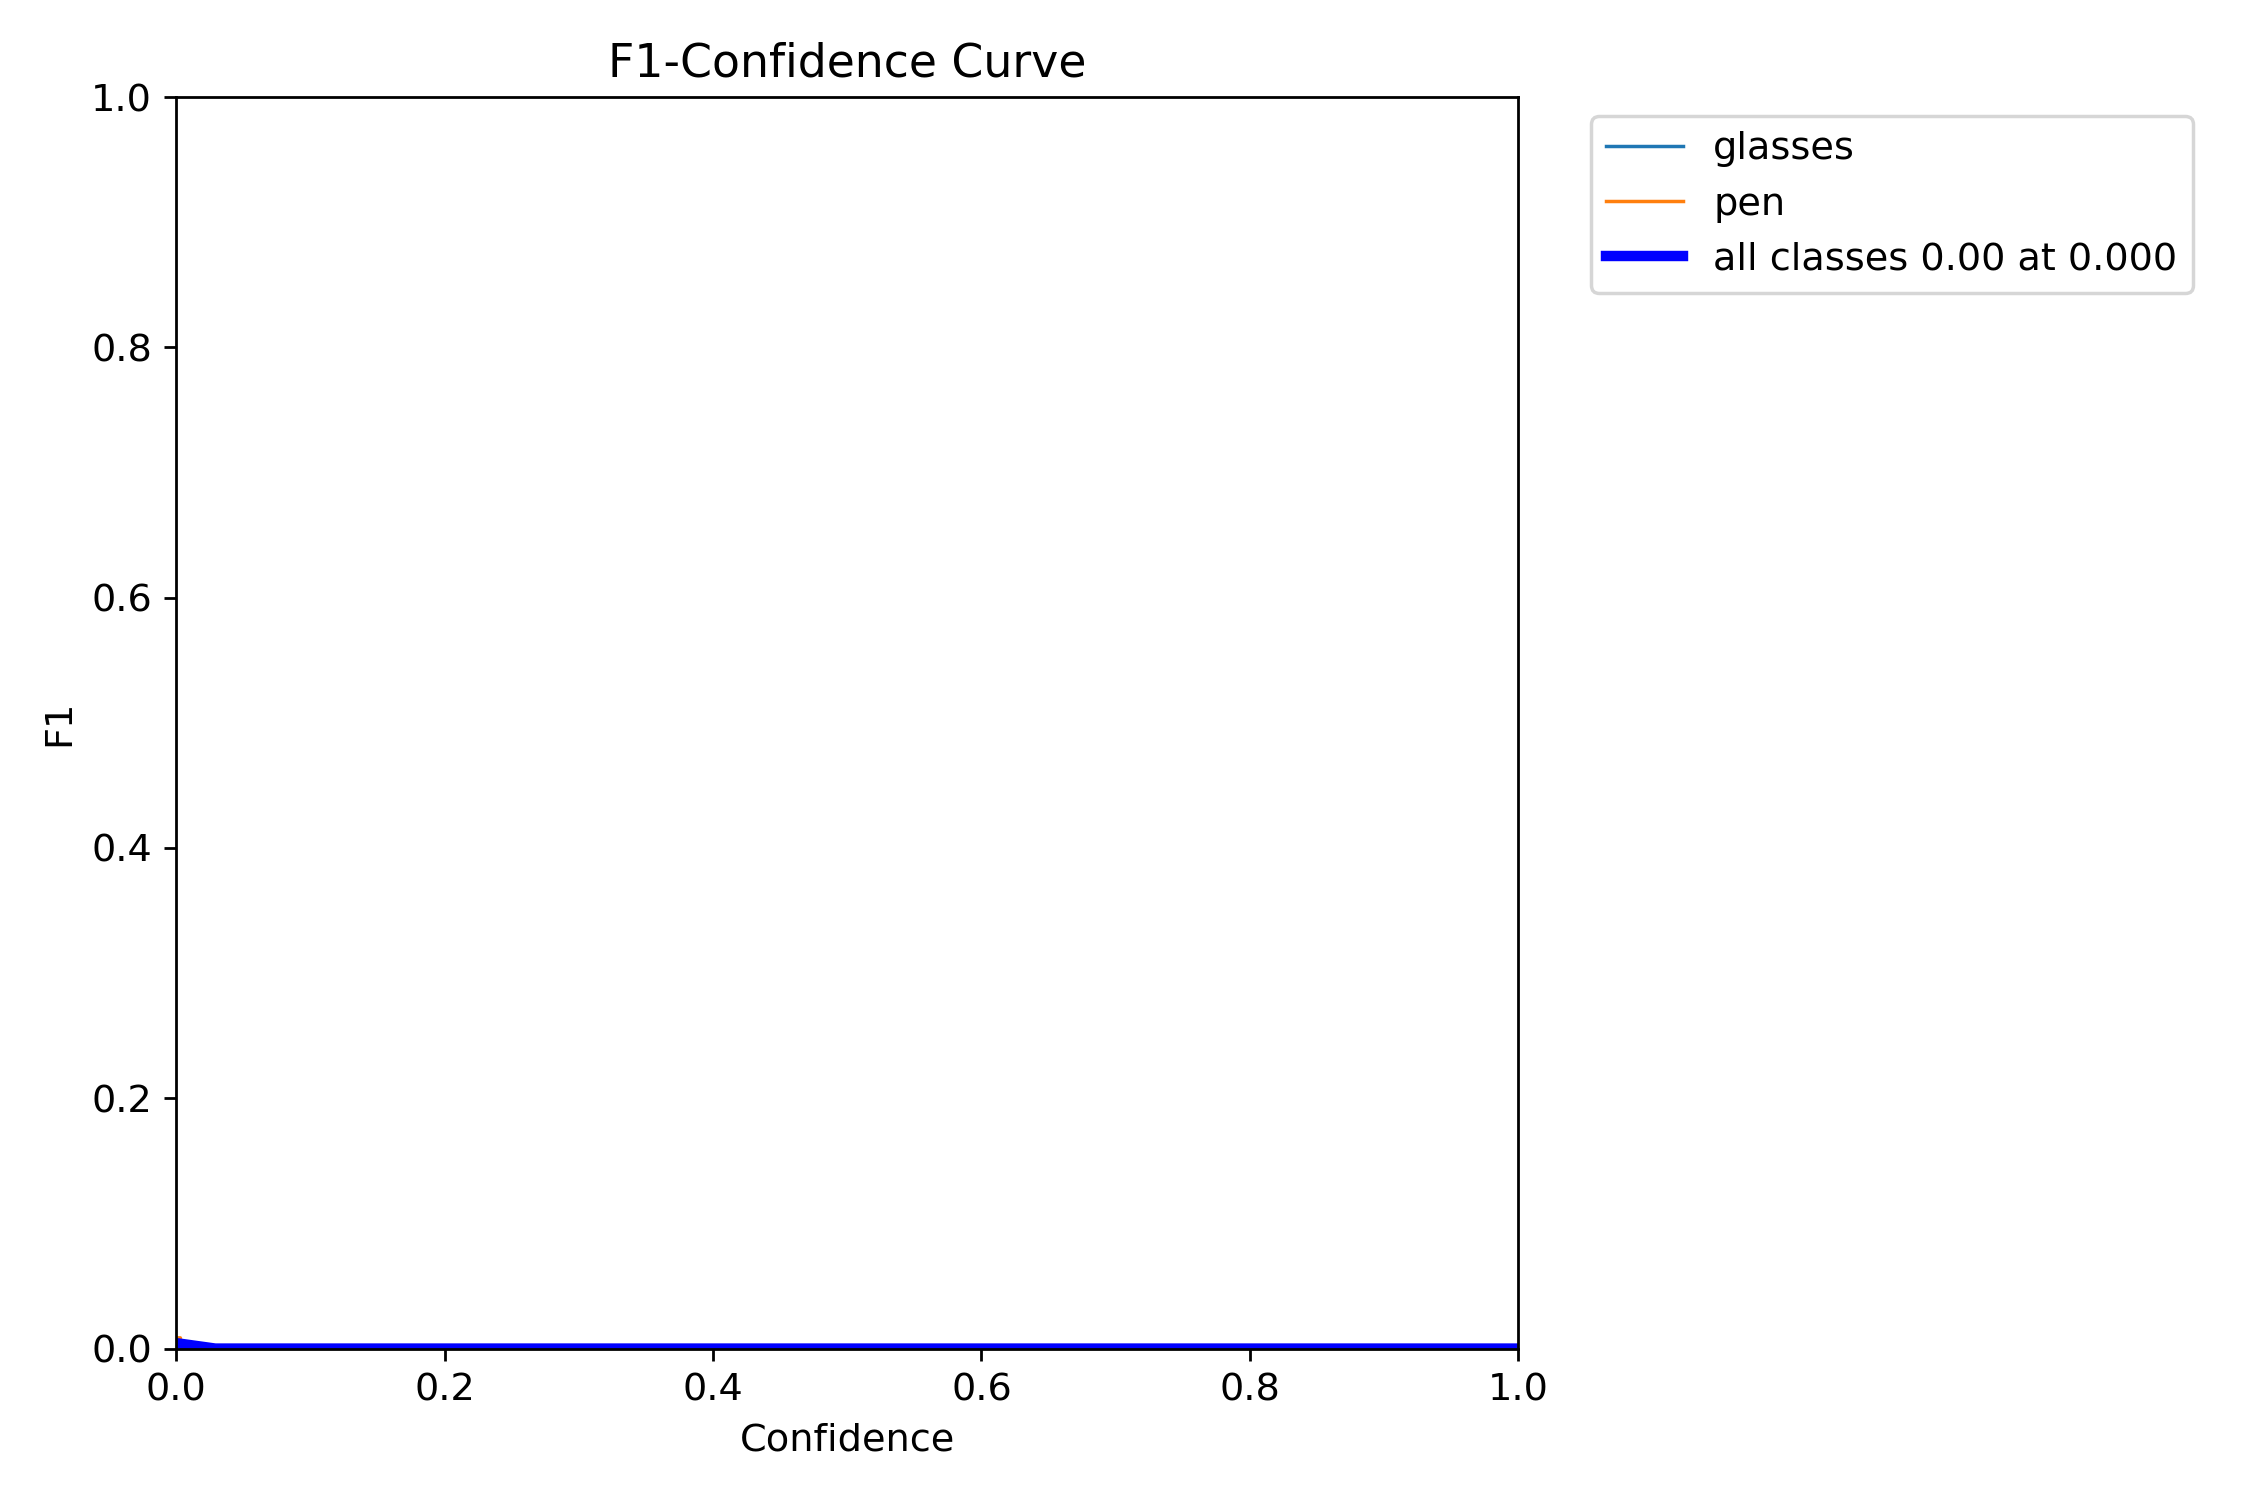 F1-Confidence Curve
1.0
0.8
0.6
0.4
0.2
0.0
F1
0.0 0.2 0.4 0.6 0.8 1.0
Confidence
glasses
pen
all classes 0.00 at 0.000